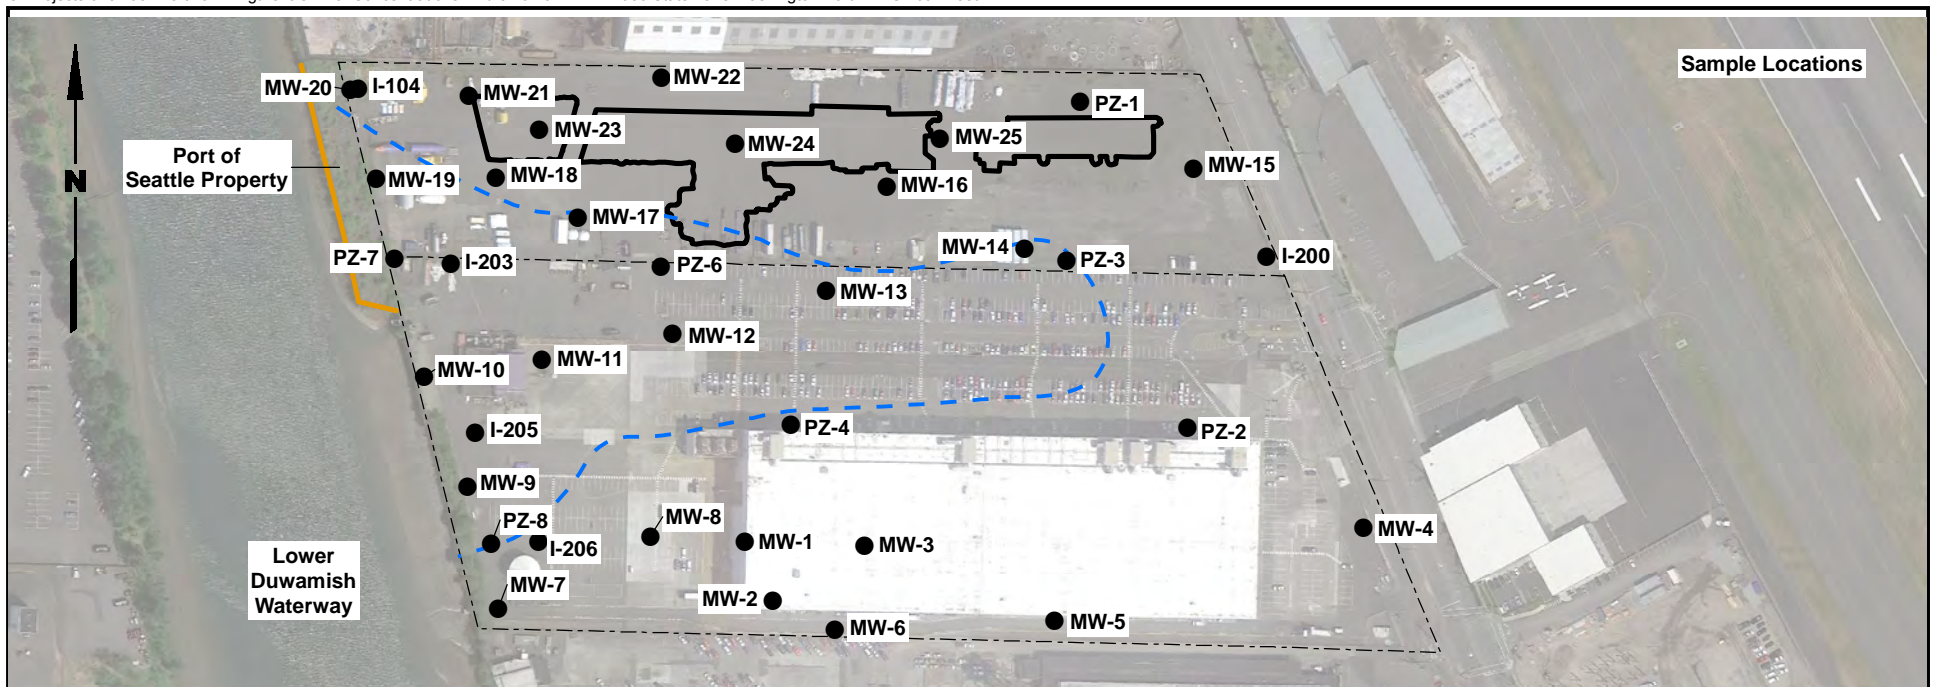 Sample Locations
MW-20
I-104
MW-21
MW-22
PZ-1
MW-23
MW-24
MW-25
Port of
Seattle Property
MW-15
N
MW-19
MW-18
MW-16
MW-17
MW-14
PZ-7
I-203
PZ-6
PZ-3
I-200
MW-13
MW-12
MW-11
MW-10
I-205
PZ-4
PZ-2
MW-9
PZ-8
I-206
MW-8
MW-1
MW-3
MW-4
Lower
Duwamish
Waterway
MW-7
MW-2
MW-6
MW-5